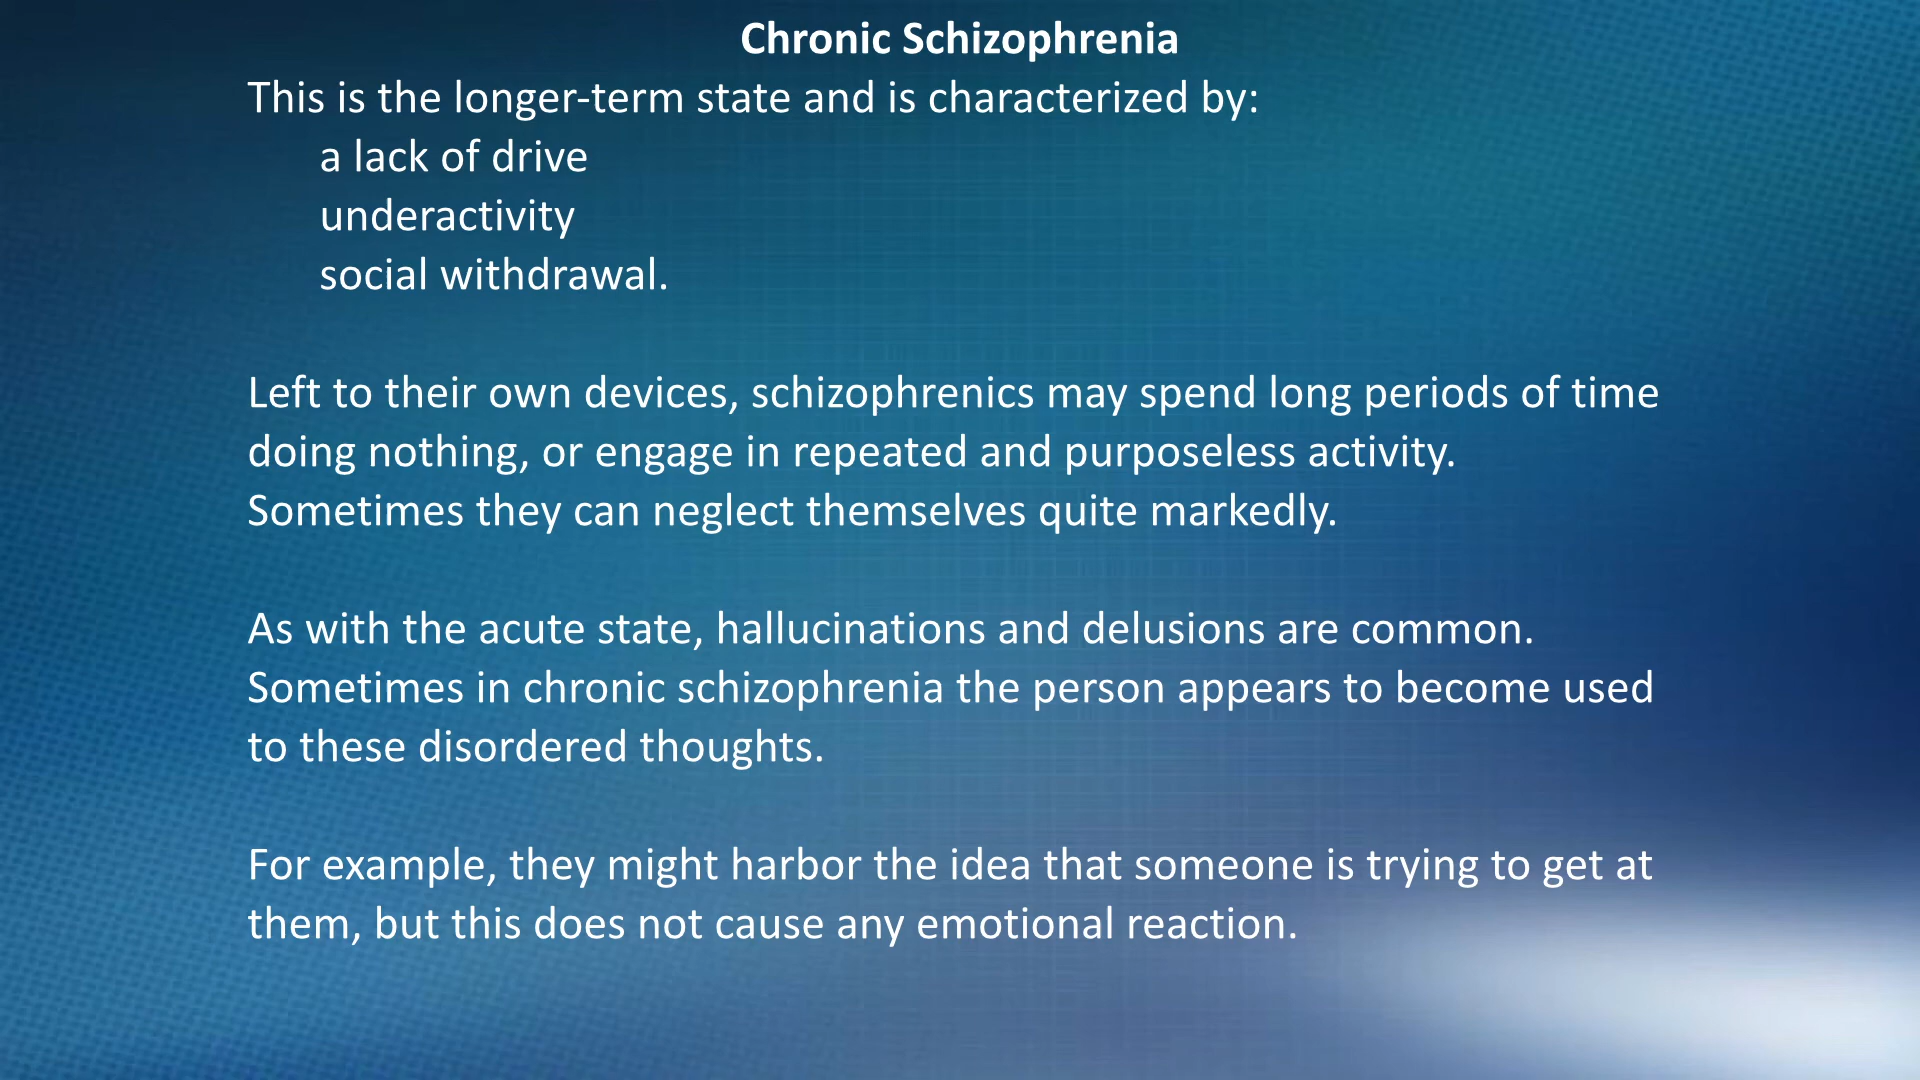 Chronic Schizophrenia
This is the longer-term state and is characterized by:
a lack of drive
underactivity
social withdrawal.
Left to their own devices, schizophrenics may spend long periods of time
doing nothing, or engage in repeated and purposeless activity.
Sometimes they can neglect themselves quite markedly.
As with the acute state, hallucinations and delusions are common.
Sometimes in chronic schizophrenia the person appears to become used
to these disordered thoughts.
For example, they might harbor the idea that someone is trying to get at
them, but this does not cause any emotional reaction.